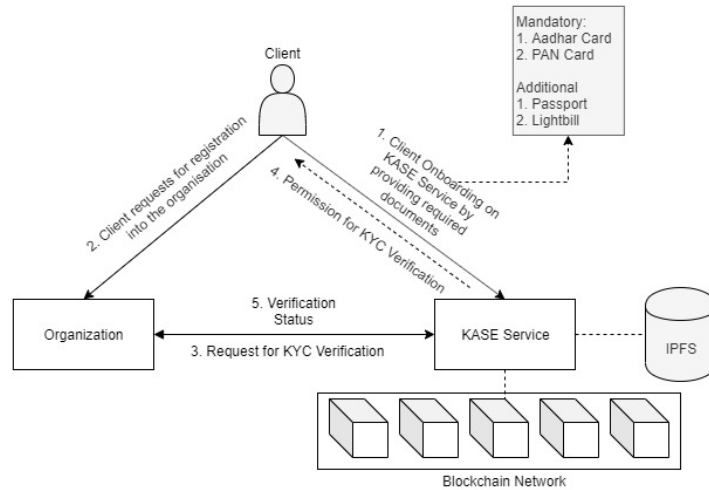 Mandatory:
1. Aadhar Card
2. PAN Card
Additional
1. Passport
2. Lightbill
Client
1. Client Onboarding on
KASE Service by
providing required
documents
2. Client requests for registration
into the organisation
4. Permission for KYC Verification
5. Verification
Status
Organization
KASE Service
3. Request for KYC Verification
IPFS
Blockchain Network